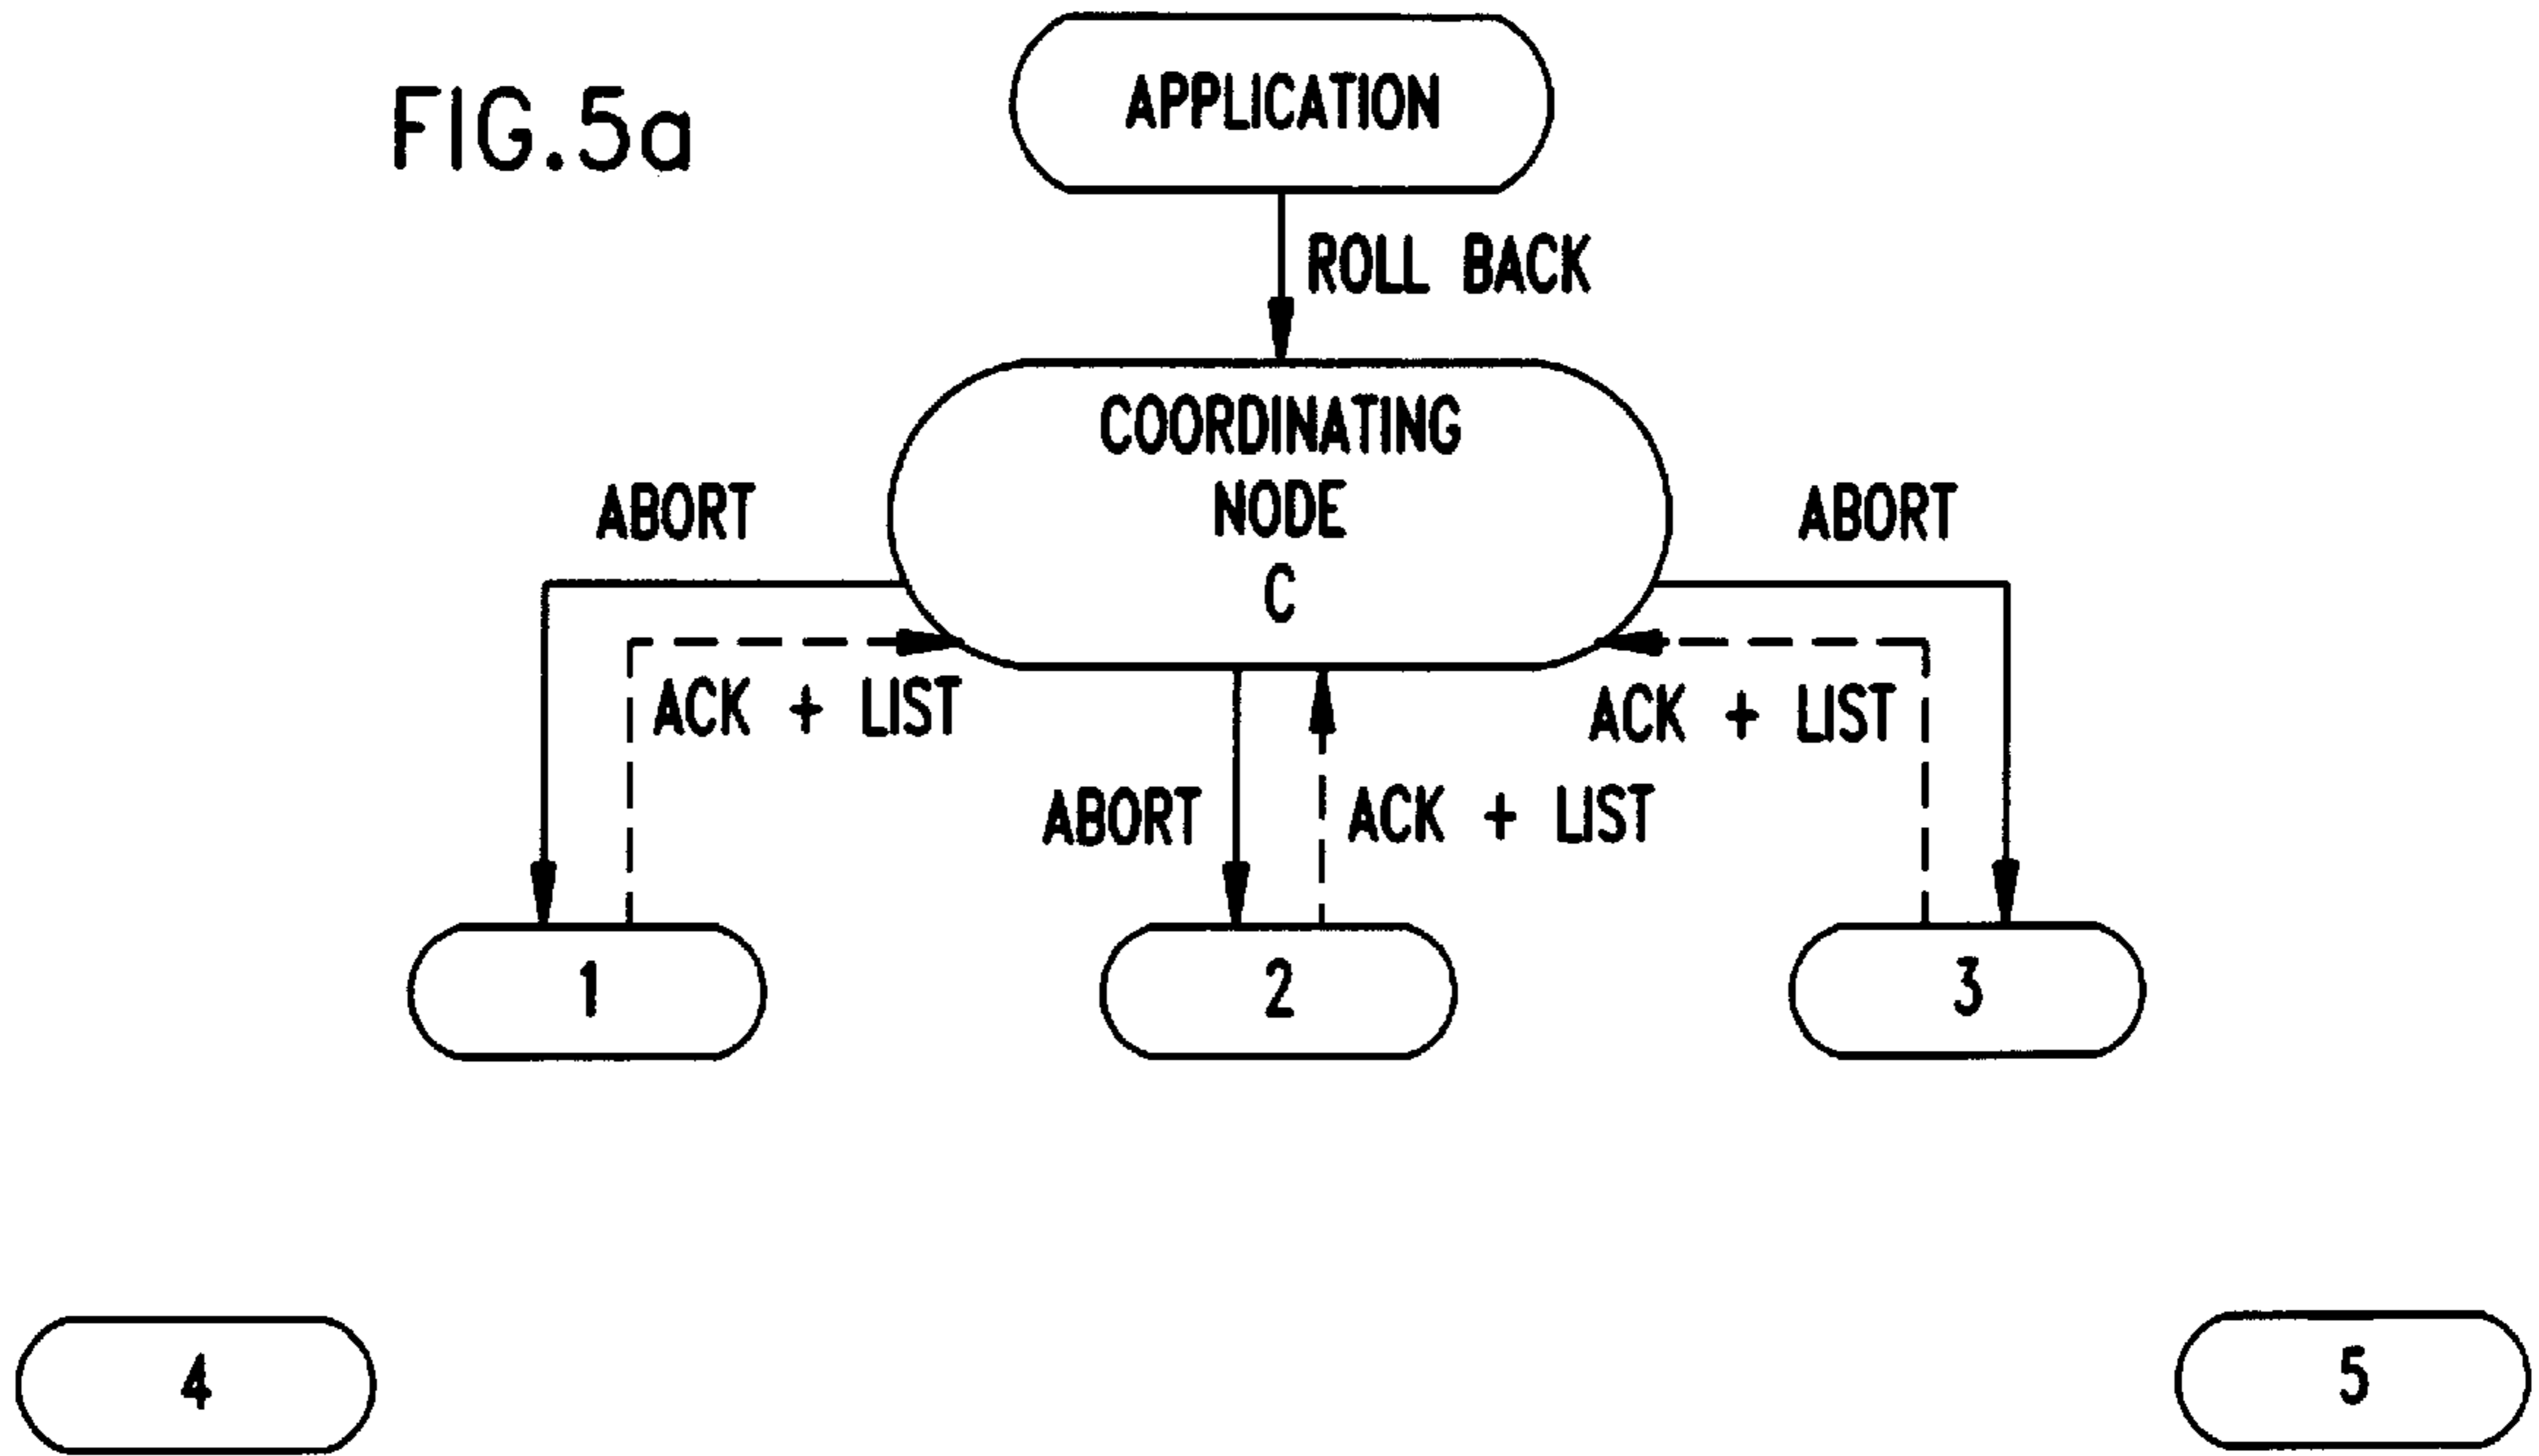 FIG.5a
APPLICATION
ROLL BACK
COORDINATING
NODE
C
ABORT
ABORT
ACK + LIST
ACK + LIST
ABORT
ACK + LIST
1
2
3
4
5